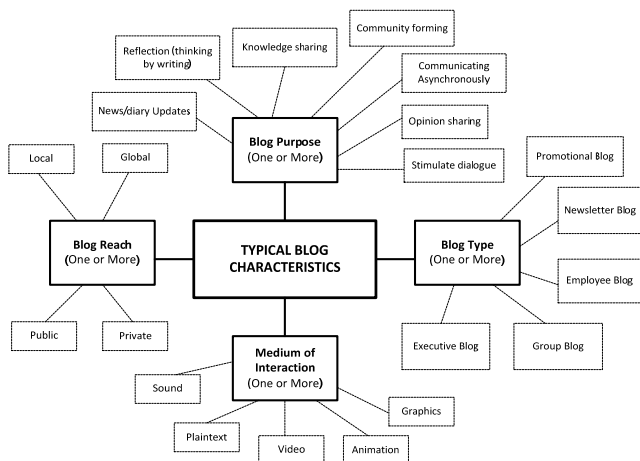 Community forming
Knowledge sharing
Reflection (thinking
by writing)
Communicating
Asynchronously
News/diary Updates
Blog Purpose
(One or More)
Opinion sharing
Stimulate dialogue
Local
Global
Promotional Blog
Newsletter Blog
Blog Reach
(One or More)
TYPICAL BLOG
CHARACTERISTICS
Blog Type
(One or More)
Employee Blog
Public
Private
Executive Blog
Group Blog
Medium of
Interaction
(One or More)
Sound
Graphics
Plaintext
Video
Animation